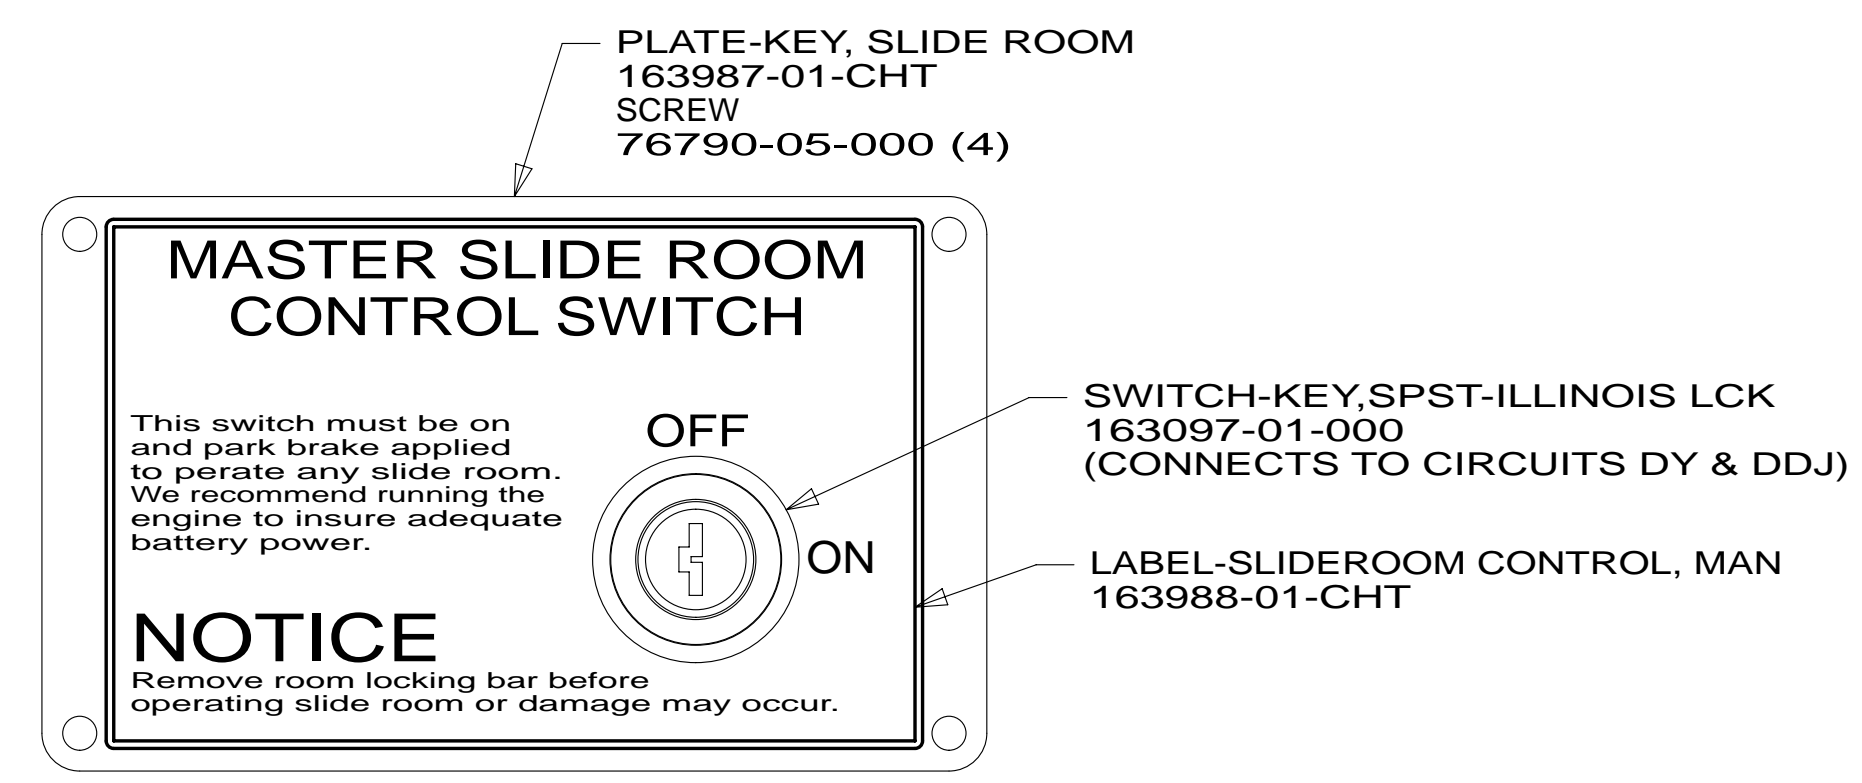 PLATE-KEY, SLIDE ROOM
163987-01-CHT
SCREW
76790-05-000 (4)
MASTER SLIDE ROOM
CONTROL SWITCH
This switch must be on
and park brake applied
to perate any slide room.
We recommend running the
engine to insure adequate
battery power.
OFF
ON
NOTICE
Remove room locking bar before
operating slide room or damage may occur.
SWITCH-KEY,SPST-ILLINOIS LCK
163097-01-000
(CONNECTS TO CIRCUITS DY & DDJ)
LABEL-SLIDEROOM CONTROL, MAN
163988-01-CHT